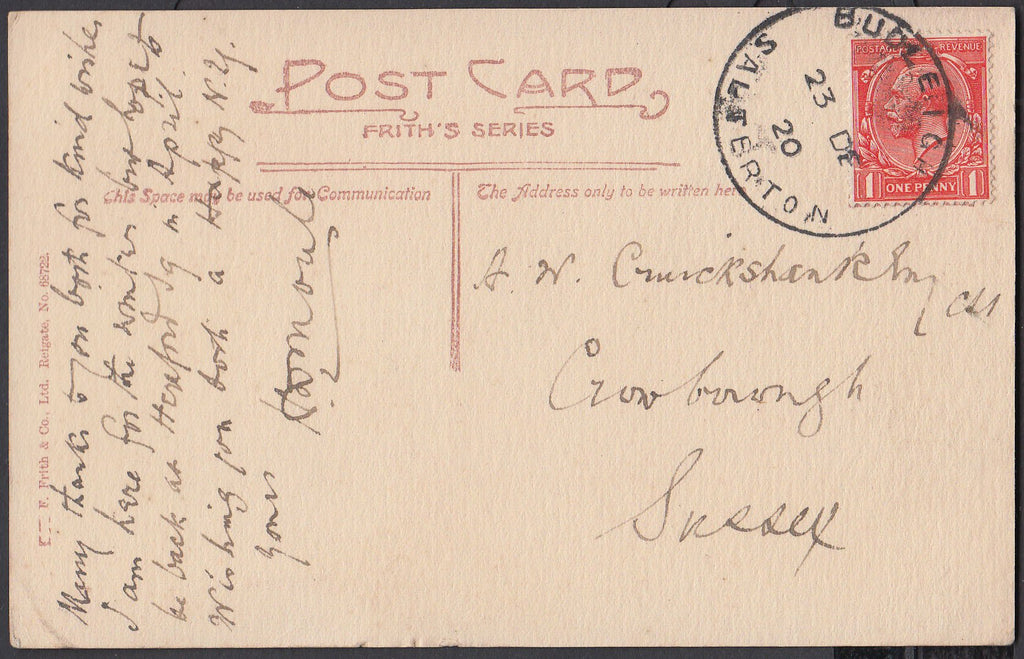 POST CARD
FRITH'S SERIES
This Space may be used for Communication
The Address only to be written here
BUDLEIGH
SALTERTON
23 DE
20
POSTAGE REVENUE
1 ONE PENNY 1
Many thanks to you both for kind wishes
I am here for the winter but hope to
be back at Hereford in April
Wishing you both a Happy N.Y.
Yours
W. Cruickshank Esq
Crowborough
Sussex
F. Frith & Co., Ltd. Reigate, No. 68722.